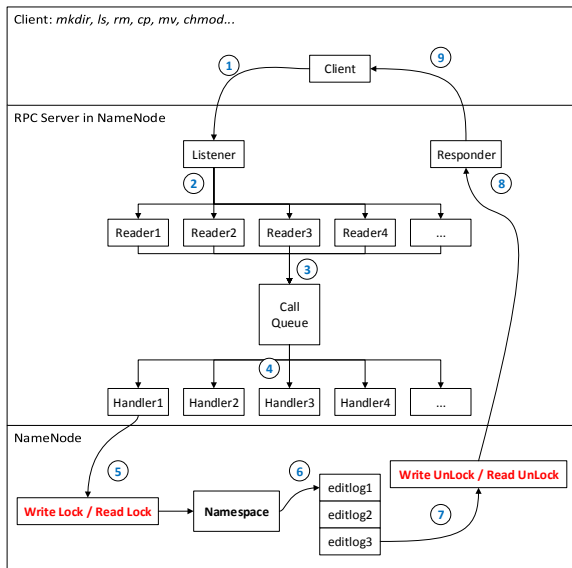 Client: mkdir, ls, rm, cp, mv, chmod...
1
9
Client
RPC Server in NameNode
Listener
Responder
2
8
Reader1
Reader2
Reader3
Reader4
...
3
Call
Queue
4
Handler1
Handler2
Handler3
Handler4
...
NameNode
5
6
Write UnLock / Read UnLock
editlog1
Write Lock / Read Lock
Namespace
editlog2
7
editlog3